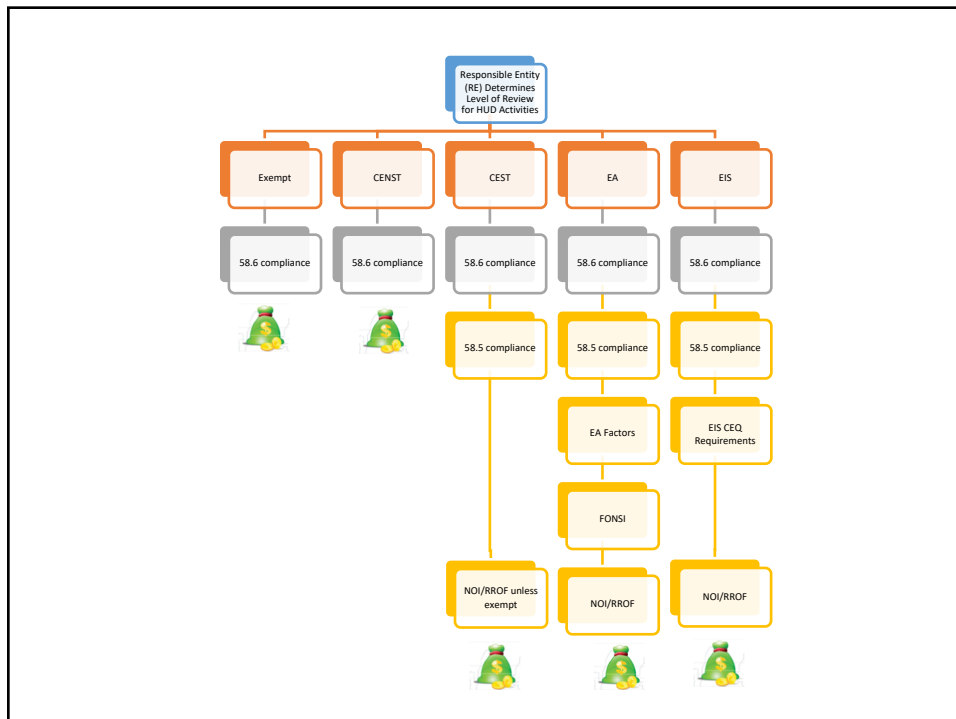 Responsible Entity
(RE) Determines
Level of Review
for HUD Activities
Exempt
CENST
CEST
EA
EIS
58.6 compliance
58.6 compliance
58.6 compliance
58.6 compliance
58.6 compliance
58.5 compliance
58.5 compliance
58.5 compliance
EA Factors
EIS CEQ
Requirements
FONSI
NOI/RROF unless
exempt
NOI/RROF
NOI/RROF